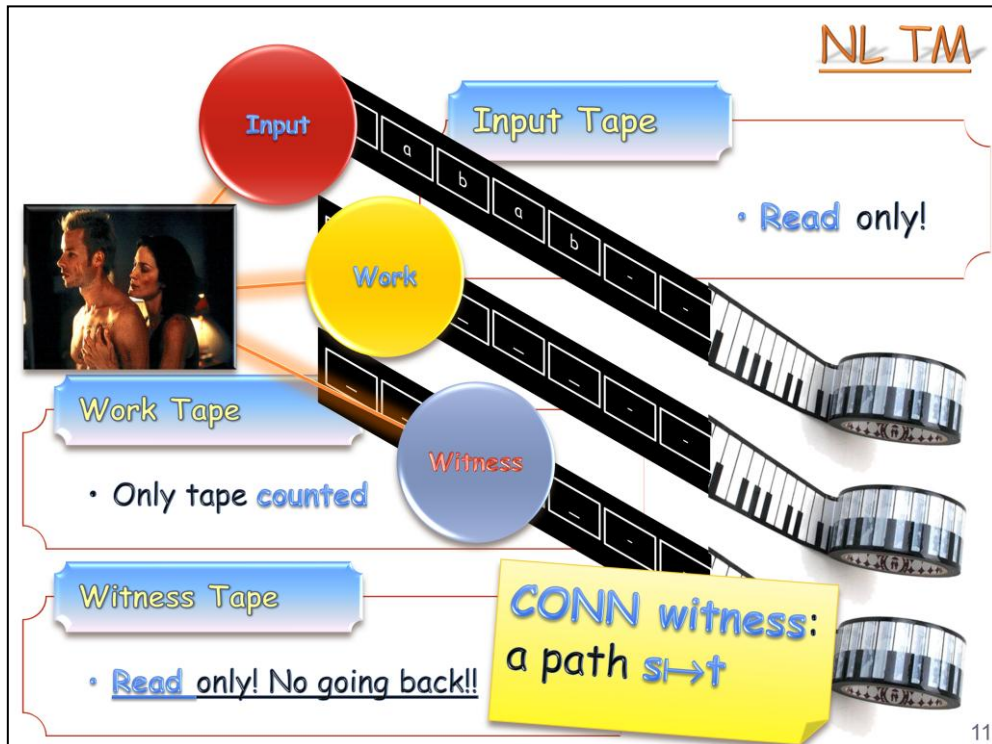 NL TM
Input
Input Tape
a b a b - -
• Read only!
Work
- - - - -
Work Tape
• Only tape counted
Witness
- - - - -
Witness Tape
• Read only! No going back!!
CONN witness:
a path s↦t
11